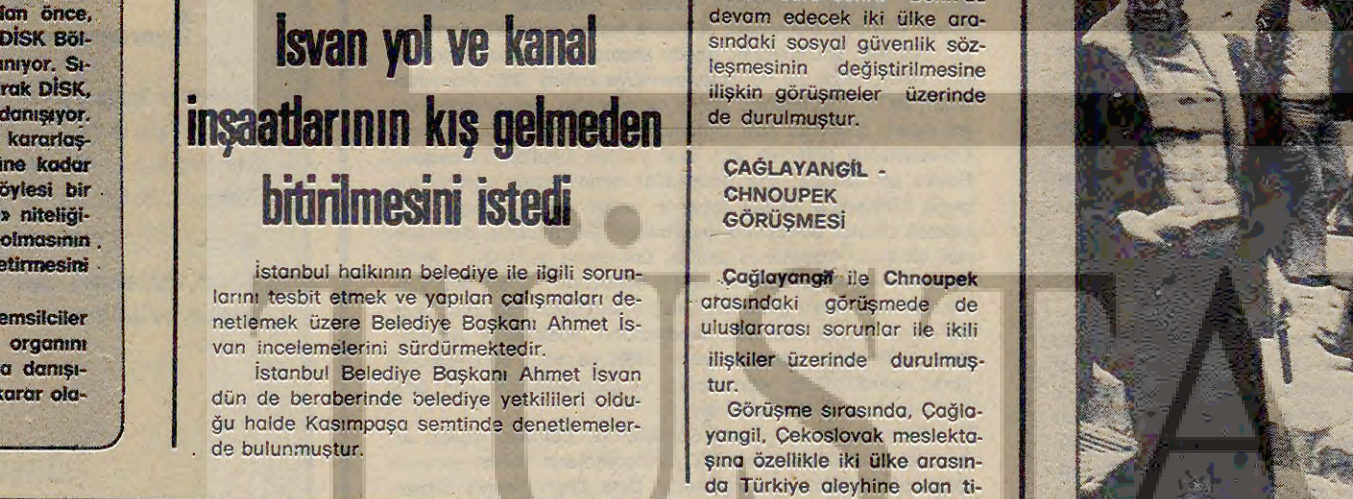 dan önce,
DİSK Böl-
anıyor. Sı-
rak DİSK,
danışıyor.
kararlaş-
ine kadar
öylesi bir
» niteliği-
olmasının
etirmesini
emsilciler
organını
a danışı-
karar ola-
İsvan yol ve kanal
inşaatlarının kış gelmeden
bitirilmesini istedi
İstanbul halkının belediye ile ilgili sorun-
larını tesbit etmek ve yapılan çalışmaları de-
netlemek üzere Belediye Başkanı Ahmet İs-
van incelemelerini sürdürmektedir.
İstanbul Belediye Başkanı Ahmet İsvan
dün de beraberinde belediye yetkilileri oldu-
ğu halde Kasımpaşa semtinde denetlemeler-
de bulunmuştur.
devam edecek iki ülke ara-
sındaki sosyal güvenlik söz-
leşmesinin değiştirilmesine
ilişkin görüşmeler üzerinde
de durulmuştur.
ÇAĞLAYANGİL -
CHNOUPEK
GÖRÜŞMESİ
Çağlayangil ile Chnoupek
arasındaki görüşmede de
uluslararası sorunlar ile ikili
ilişkiler üzerinde durulmuş-
tur.
Görüşme sırasında, Çağla-
yangil, Çekoslovak meslekta-
şına özellikle iki ülke arasın-
da Türkiye aleyhine olan ti-
TÜSTA